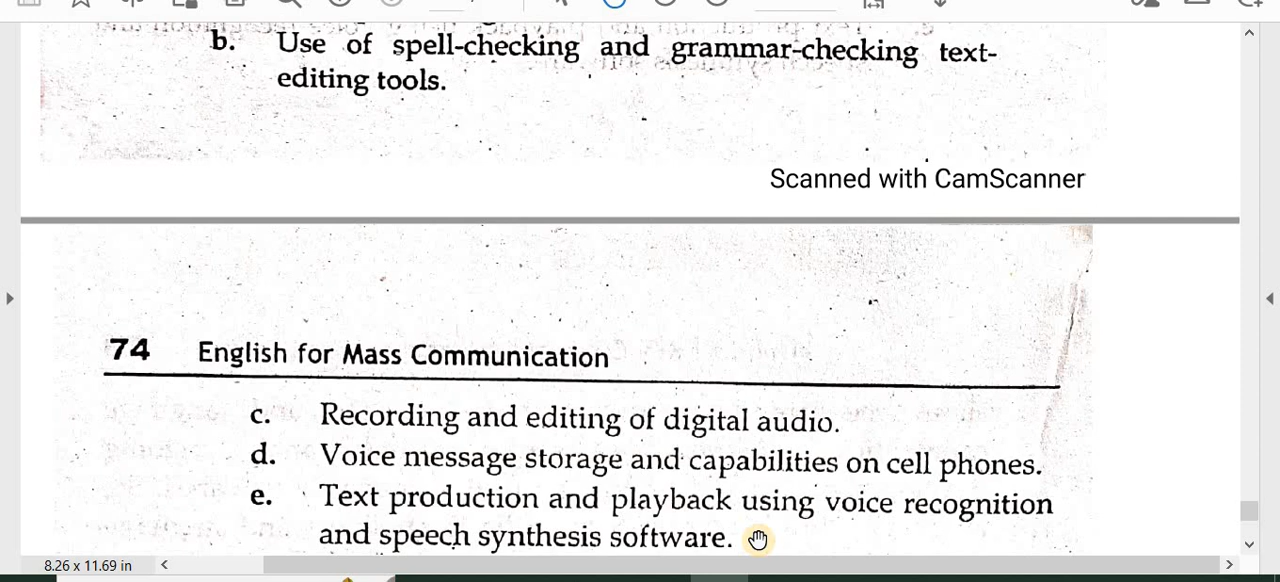 b. Use of spell-checking and grammar-checking text-
editing tools.
Scanned with CamScanner
74 English for Mass Communication
c. Recording and editing of digital audio.
d. Voice message storage and capabilities on cell phones.
e. Text production and playback using voice recognition
and speech synthesis software.
8.26 x 11.69 in